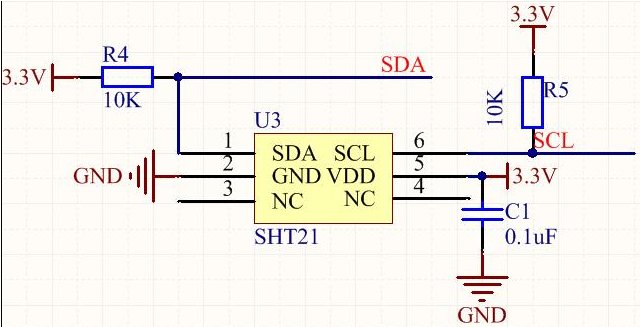 3.3V
R4
SDA
3.3V
10K
R5
10K
U3
1
6
SCL
SDA SCL
2
5
GND
GND VDD
3.3V
3
4
NC
NC
C1
SHT21
0.1uF
GND